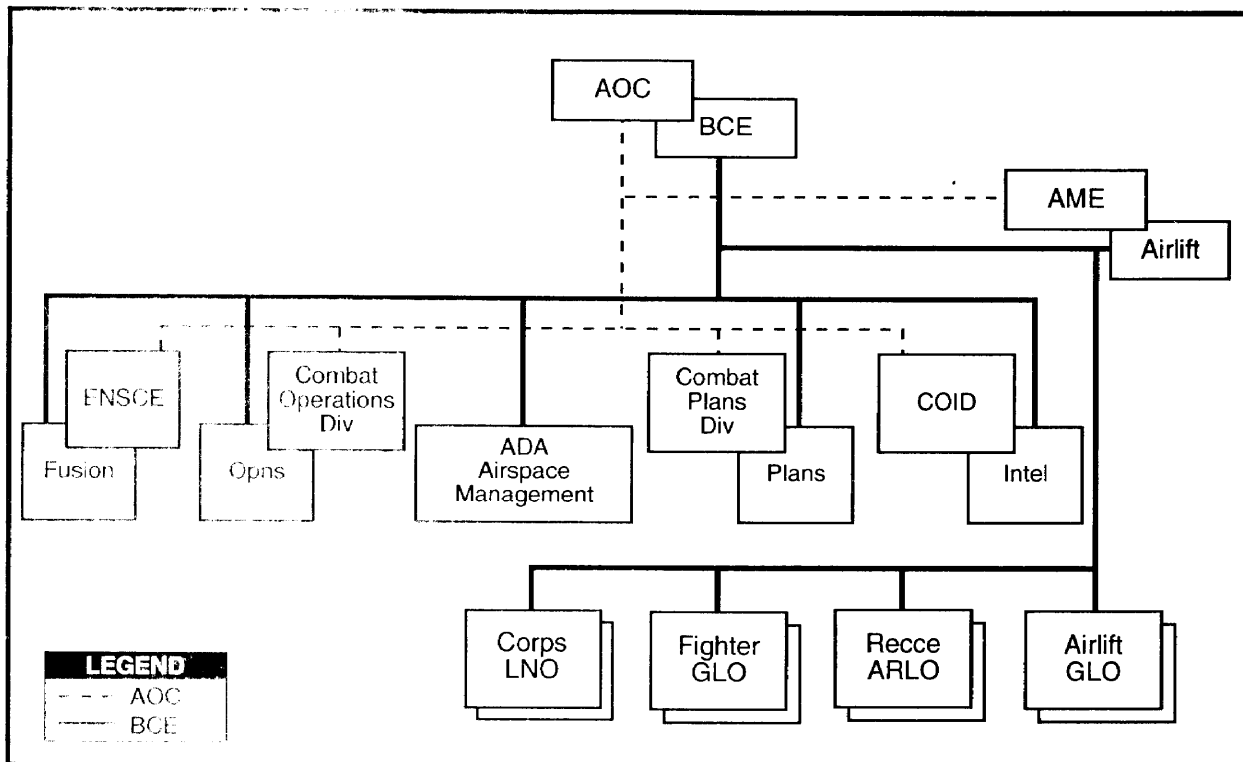 AOC
BCE
AME
Airlift
ENSCE
Fusion
Combat
Operations
Div
Opns
ADA
Airspace
Management
Combat
Plans
Div
Plans
COID
Intel
Corps
LNO
Fighter
GLO
Recce
ARLO
Airlift
GLO
LEGEND
AOC
BCE